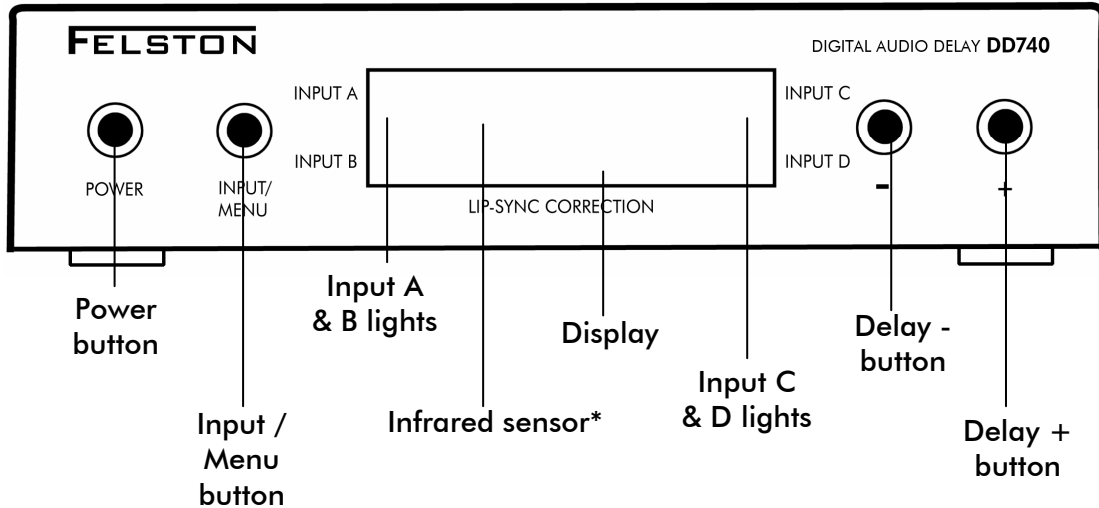 FELSTON
DIGITAL AUDIO DELAY DD740
INPUT A
INPUT C
INPUT B
INPUT D
POWER
INPUT/
MENU
LIP-SYNC CORRECTION
-
+
Power
button
Input A
& B lights
Display
Delay -
button
Input /
Menu
button
Infrared sensor*
Input C
& D lights
Delay +
button